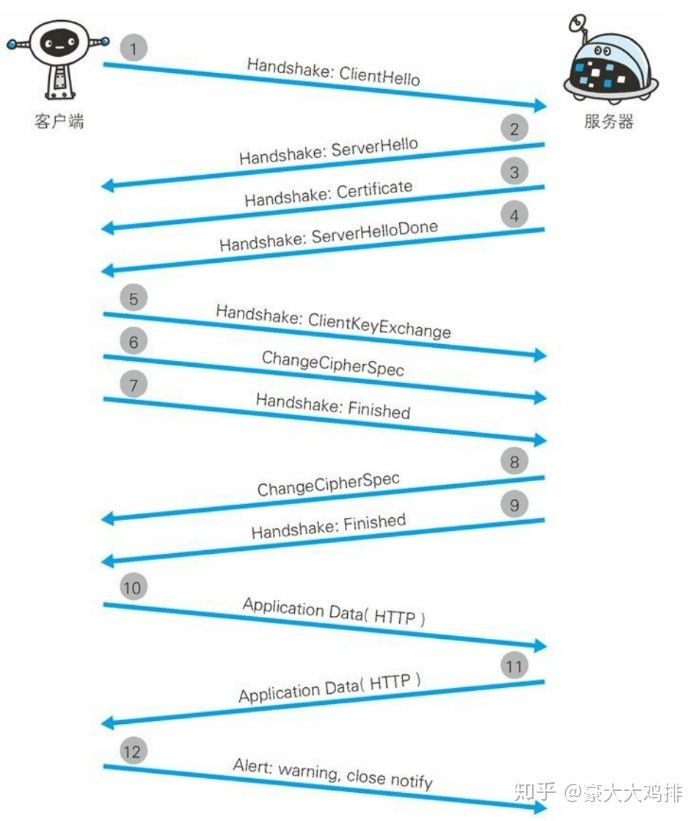 1
Handshake: ClientHello
客户端
服务器
2
Handshake: ServerHello
3
Handshake: Certificate
4
Handshake: ServerHelloDone
5
Handshake: ClientKeyExchange
6
ChangeCipherSpec
7
Handshake: Finished
8
ChangeCipherSpec
9
Handshake: Finished
10
Application Data( HTTP )
11
Application Data( HTTP )
12
Alert: warning, close notify
知乎 @豪大大鸡排